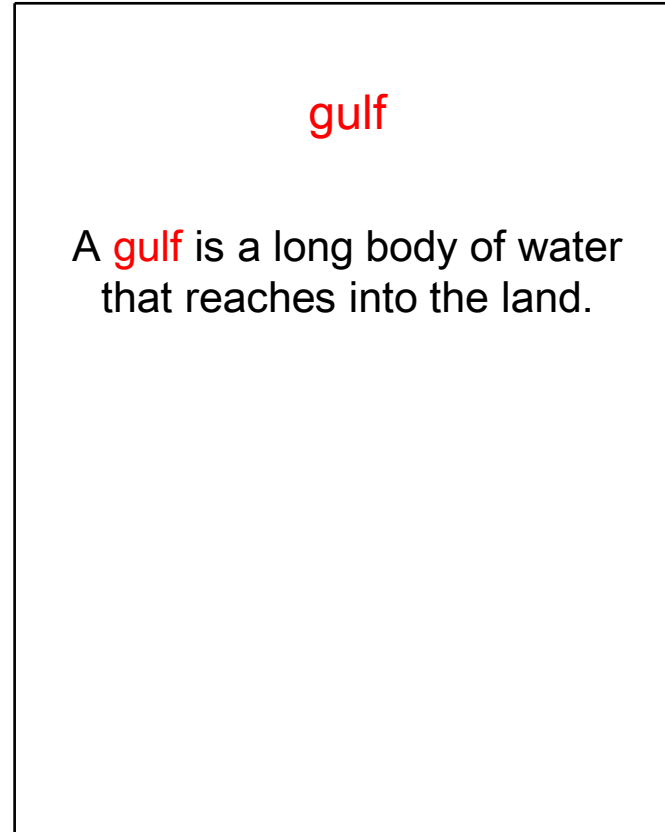 gulf
A gulf is a long body of water
that reaches into the land.